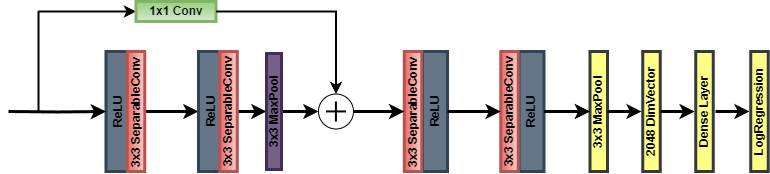 1x1 Conv
ReLU
3x3 SeparableConv
ReLU
3x3 SeparableConv
3x3 MaxPool
3x3 SeparableConv
ReLU
3x3 SeparableConv
ReLU
3x3 MaxPool
2048 DimVector
Dense Layer
LogRegression